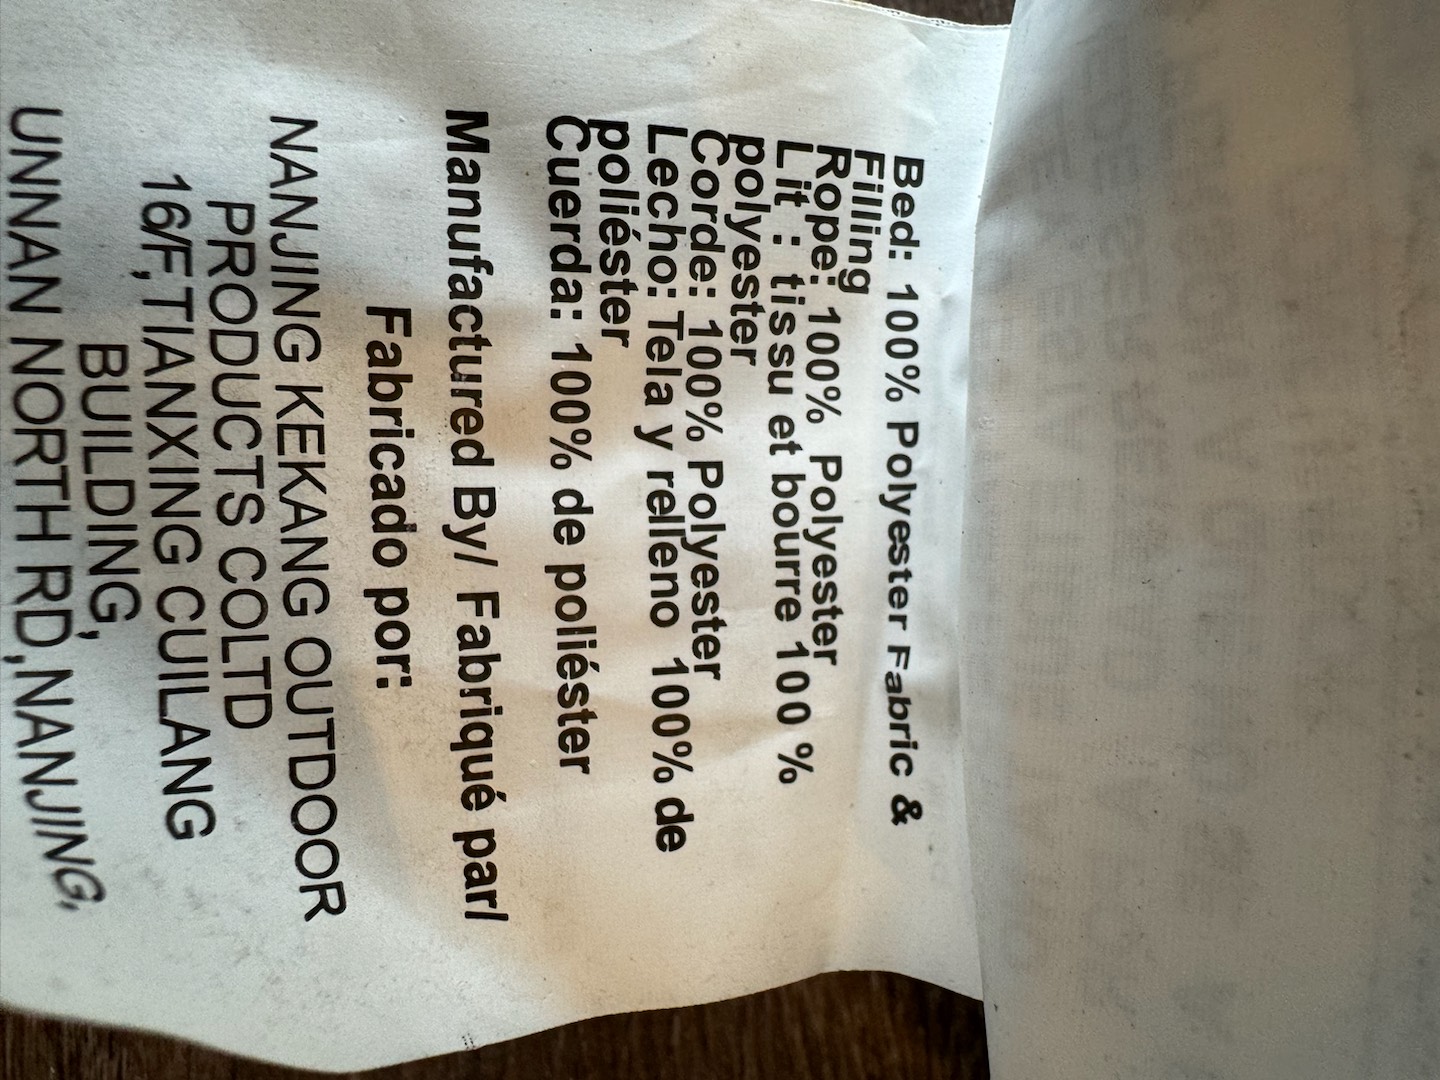 Bed: 100% Polyester Fabric &
Filling
Rope: 100% Polyester
Lit : tissu et bourre 100 %
polyester
Corde: 100% Polyester
Lecho: Tela y relleno 100% de
poliéster
Cuerda: 100% de poliéster
Manufactured By/ Fabriqué par/
Fabricado por:
NANJING KEKANG OUTDOOR
PRODUCTS COLTD
16/F,TIANXING CUILANG
BUILDING,
UNNAN NORTH RD,NANJING,